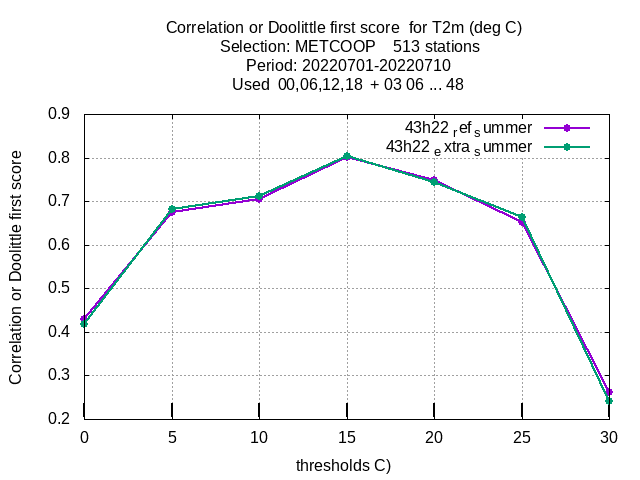 Correlation or Doolittle first score  for T2m (deg C)
Selection: METCOOP    513 stations
Period: 20220701-20220710
Used  00,06,12,18  + 03 06 ... 48
43h22 ref summer
43h22 extra summer
Correlation or Doolittle first score
0.9
0.8
0.7
0.6
0.5
0.4
0.3
0.2
0 5 10 15 20 25 30
thresholds C)